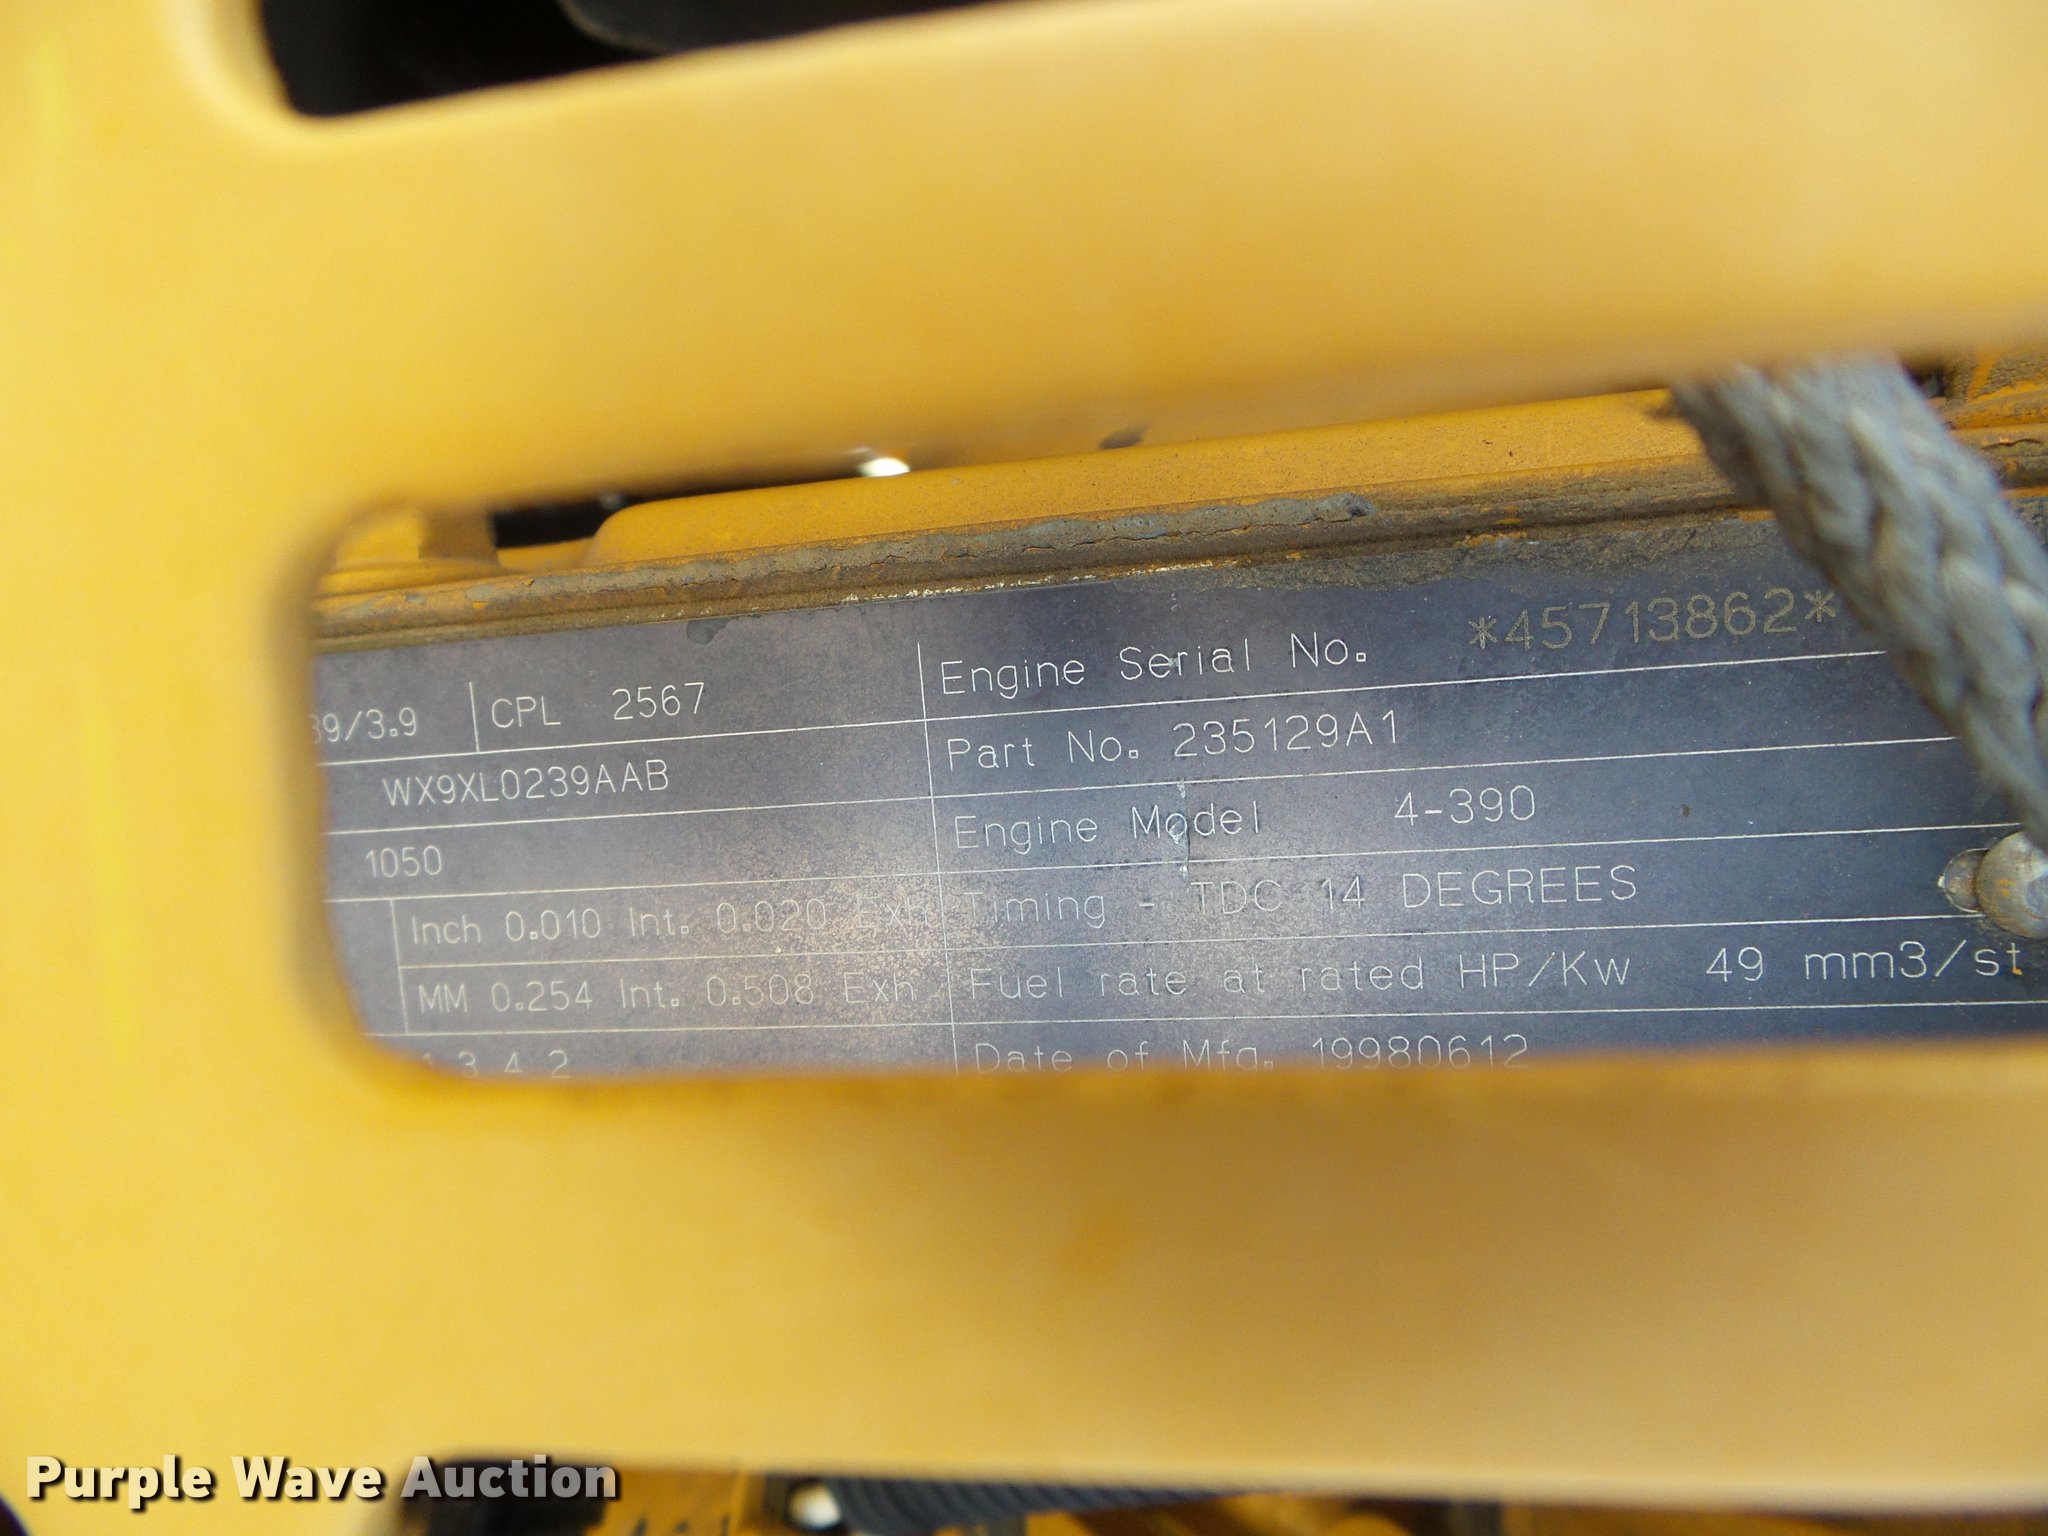 39/3.9 CPL 2567
WX9XL0239AAB
1050
Inch 0.010 Int. 0.020 Exh
MM 0.254 Int. 0.508 Exh
1 3 4 2
Engine Serial No. *45713862*
Part No. 235129A1
Engine Model 4-390
Timing - TDC 14 DEGREES
Fuel rate at rated HP/Kw 49 mm3/st
Date of Mfg. 19980612
Purple Wave Auction